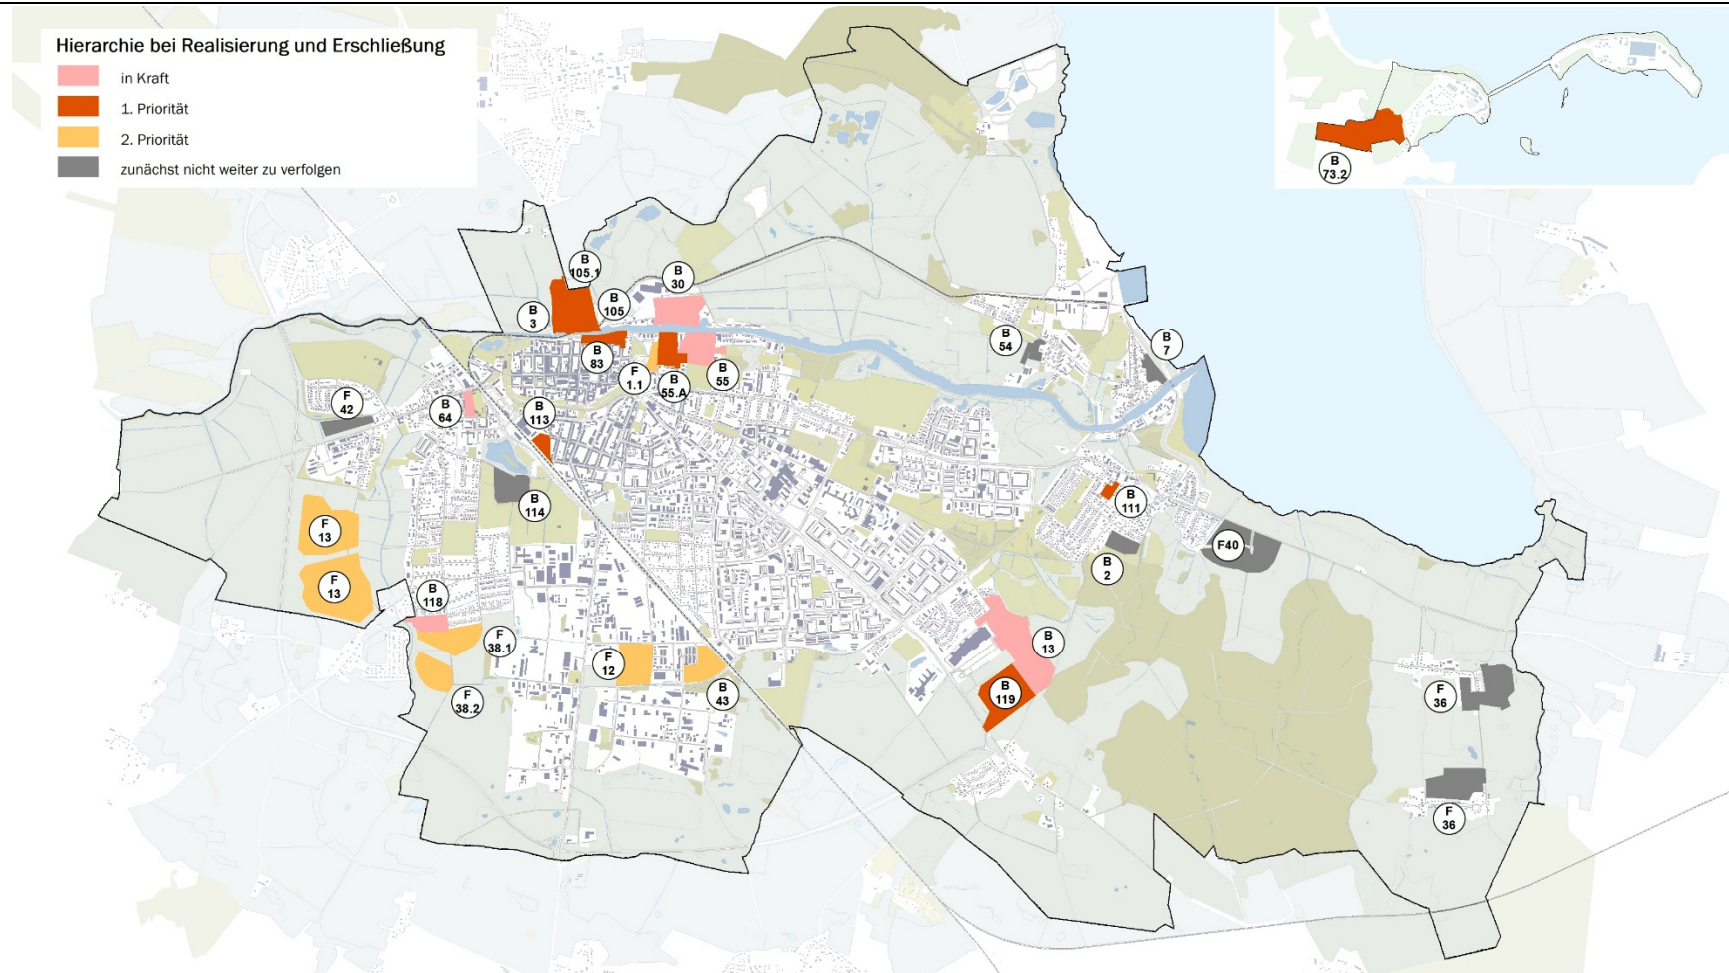 Hierarchie bei Realisierung und Erschließung
in Kraft
1. Priorität
2. Priorität
zunächst nicht weiter zu verfolgen
B
73.2
B
105.1
B
30
B
105
B
3
B
83
F
1.1
B
55.A
B
55
B
54
B
7
F
42
B
64
B
113
B
114
B
111
F
13
F
13
B
2
F40
B
118
F
38.1
F
38.2
F
12
B
43
B
13
B
119
F
36
F
36